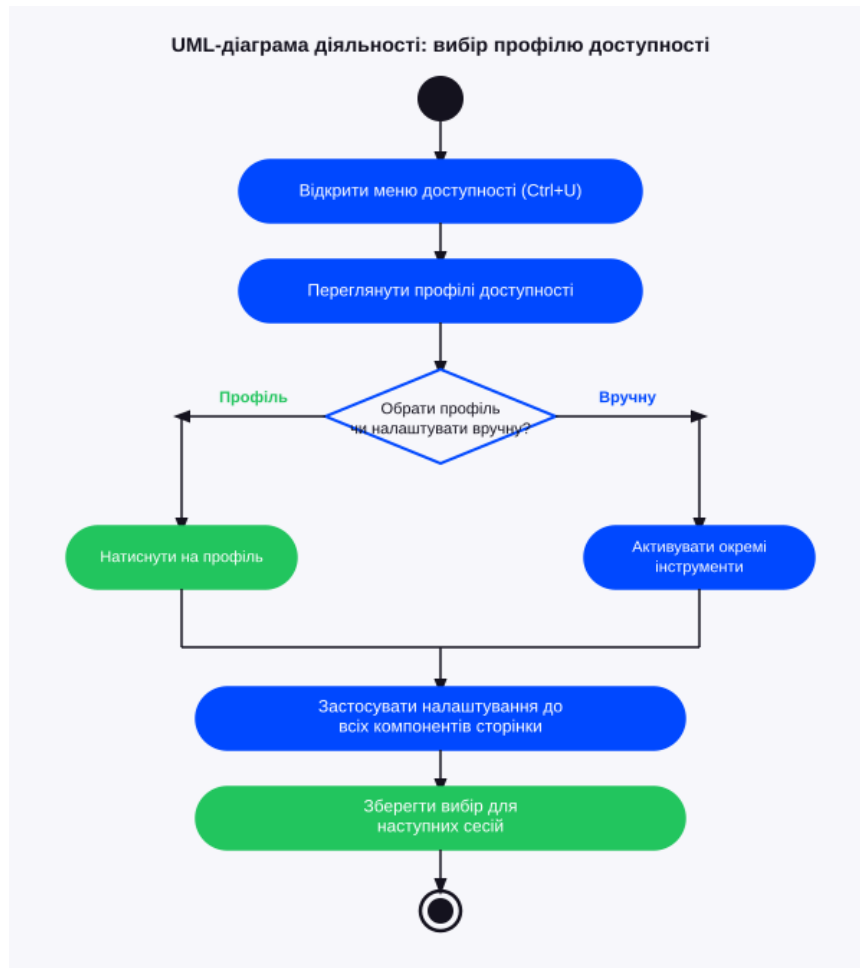 UML-діаграма діяльності: вибір профілю доступності
Відкрити меню доступності (Ctrl+U)
Переглянути профілі доступності
Профіль
Вручну
Обрати профіль
чи налаштувати вручну?
Натиснути на профіль
Активувати окремі
інструменти
Застосувати налаштування до
всіх компонентів сторінки
Зберегти вибір для
наступних сесій